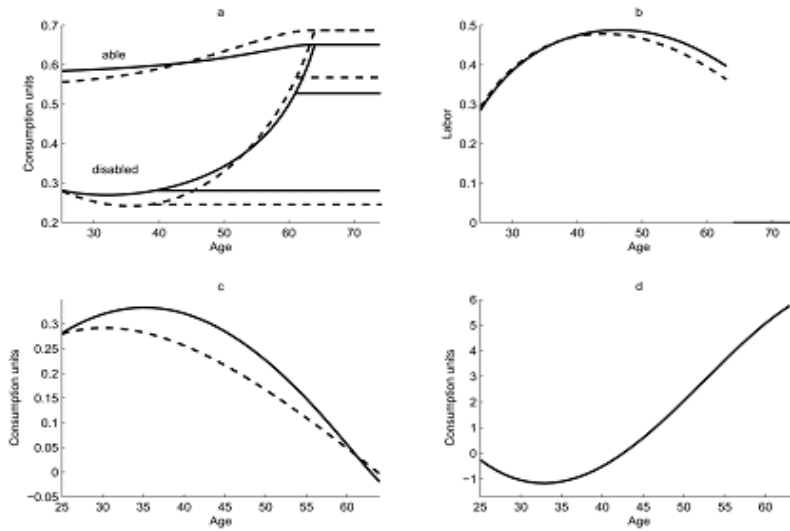 a
0.7
0.6
0.5
0.4
0.3
0.2
able
disabled
30 40 50 60 70
Age
Consumption units
b
0.5
0.4
0.3
0.2
0.1
0
30 40 50 60 70
Age
Labor
c
0.3
0.25
0.2
0.15
0.1
0.05
0
−0.05
25 30 35 40 45 50 55 60
Age
Consumption units
d
6
5
4
3
2
1
0
−1
25 30 35 40 45 50 55 60
Age
Consumption units